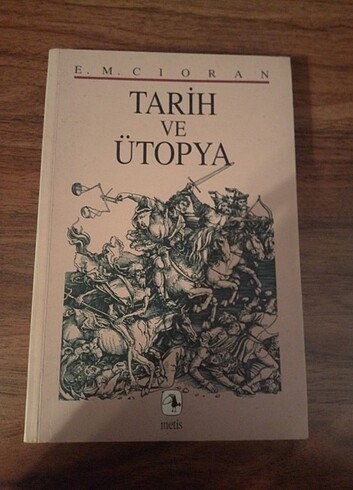 E. M. CIORAN
TARİH
VE
ÜTOPYA
metis